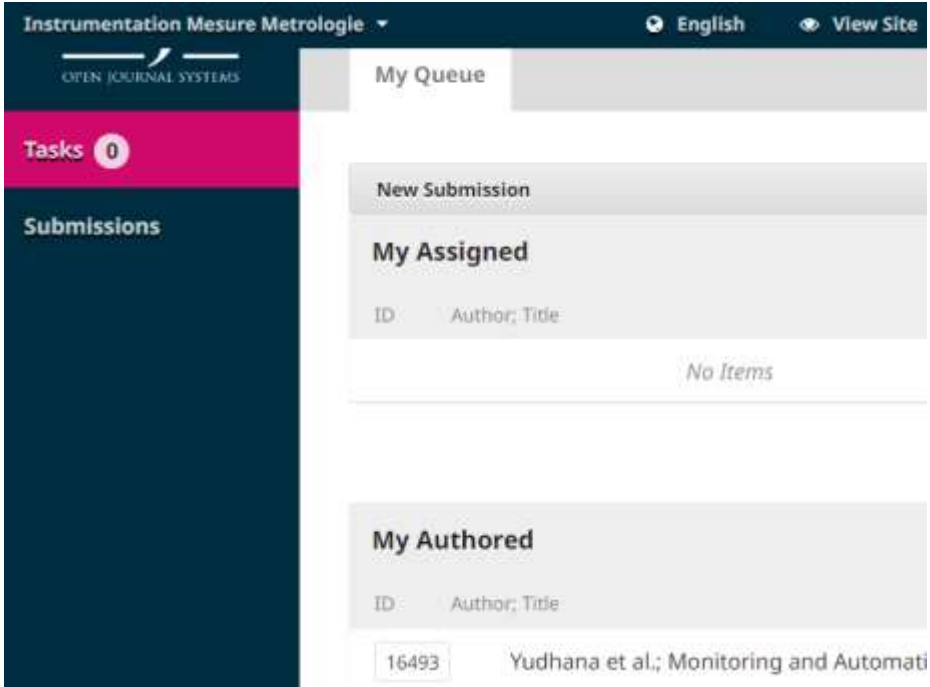 Instrumentation Mesure Metrologie English View Site
OPEN JOURNAL SYSTEMS
My Queue
Tasks 0
New Submission
Submissions
My Assigned
ID Author; Title
No Items
My Authored
ID Author; Title
16493 Yudhana et al.; Monitoring and Automati